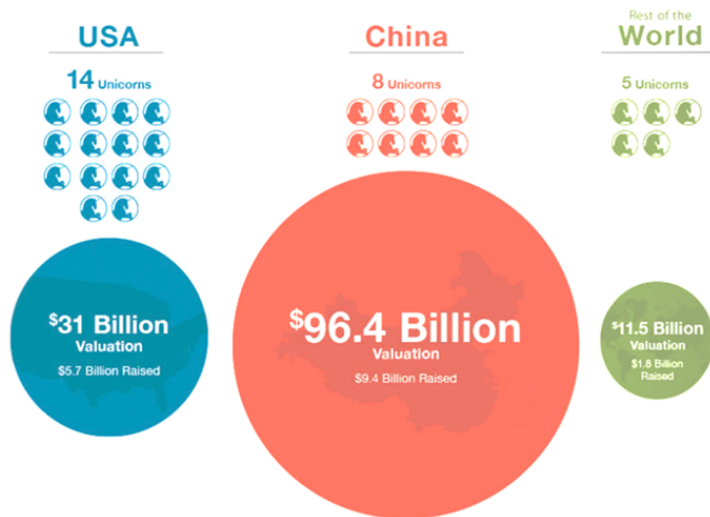 USA
14 Unicorns
$31 Billion
Valuation
$5.7 Billion Raised
China
8 Unicorns
$96.4 Billion
Valuation
$9.4 Billion Raised
Rest of the
World
5 Unicorns
$11.5 Billion
Valuation
$1.8 Billion
Raised